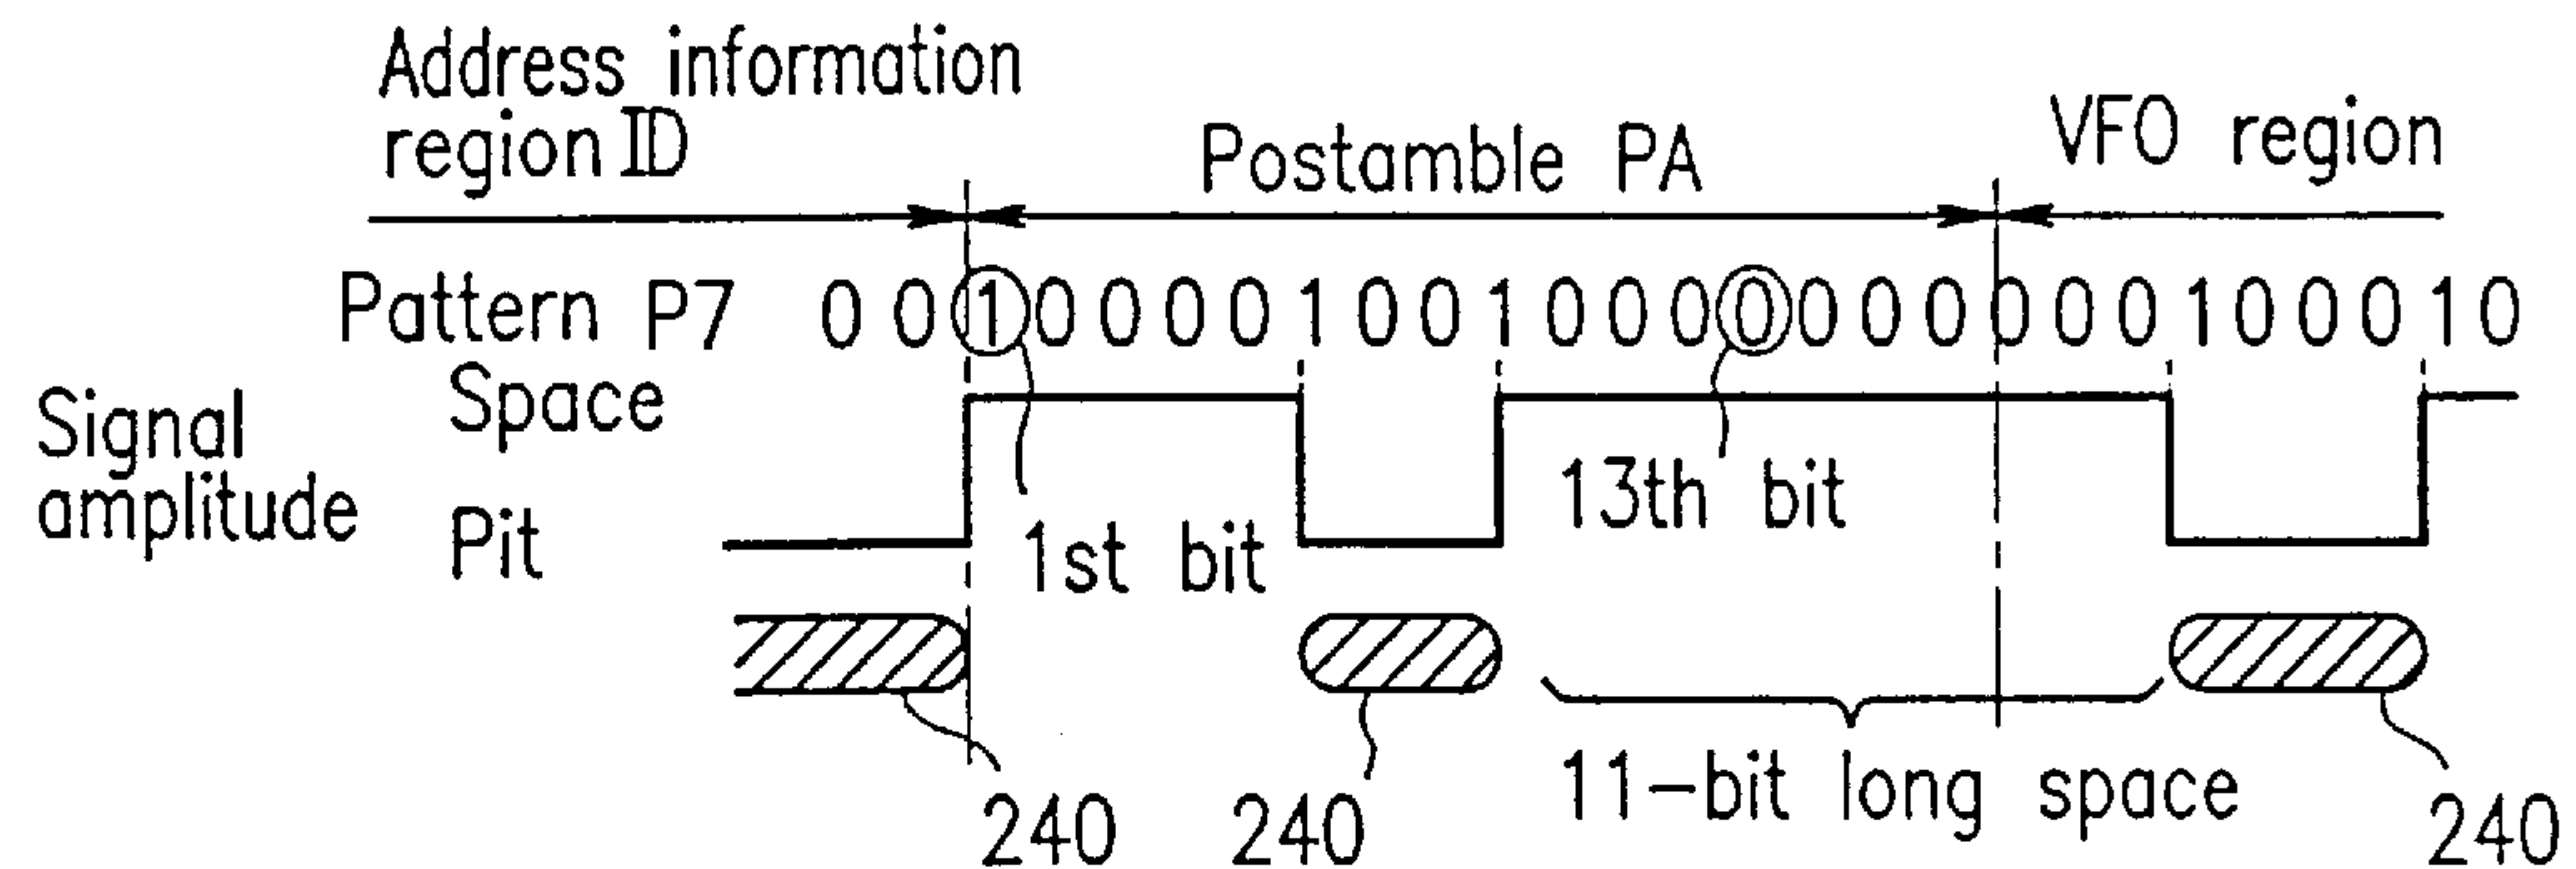 Address information
region ID
Postamble PA
VFO region
Pattern P7 0 0 1 0 0 0 0 1 0 0 1 0 0 0 0 0 0 0 0 0 0 1 0 0 0 1 0
Signal
amplitude
Space
Pit
1st bit
13th bit
11-bit long space
240
240
240